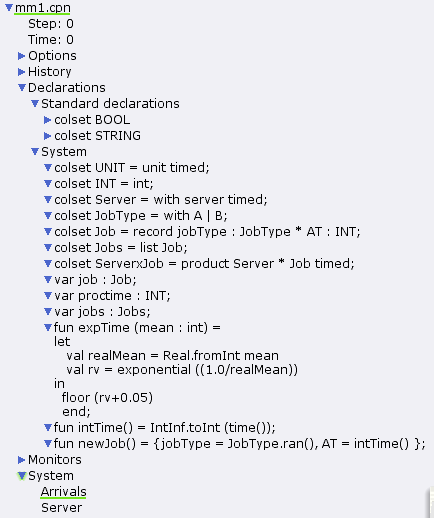 mm1.cpn
Step: 0
Time: 0
Options
History
Declarations
Standard declarations
colset BOOL
colset STRING
System
colset UNIT = unit timed;
colset INT = int;
colset Server = with server timed;
colset JobType = with A | B;
colset Job = record jobType : JobType * AT : INT;
colset Jobs = list Job;
colset ServerxJob = product Server * Job timed;
var job : Job;
var proctime : INT;
var jobs : Jobs;
fun expTime (mean : int) =
let
val realMean = Real.fromInt mean
val rv = exponential ((1.0/realMean))
in
floor (rv+0.05)
end;
fun intTime() = IntInf.toInt (time());
fun newJob() = {jobType = JobType.ran(), AT = intTime() };
Monitors
System
Arrivals
Server